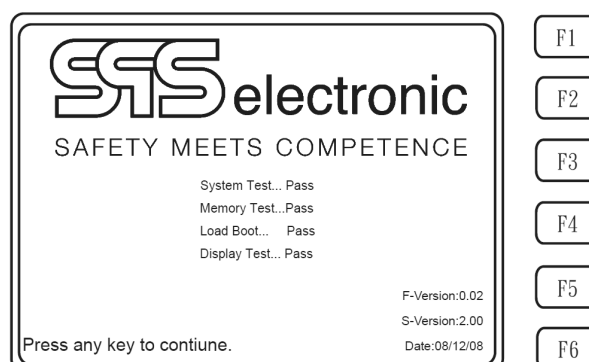 SPS electronic
SAFETY MEETS COMPETENCE
System Test... Pass
Memory Test...Pass
Load Boot... Pass
Display Test... Pass
F-Version:0.02
S-Version:2.00
Press any key to contiune.
Date:08/12/08
F1
F2
F3
F4
F5
F6